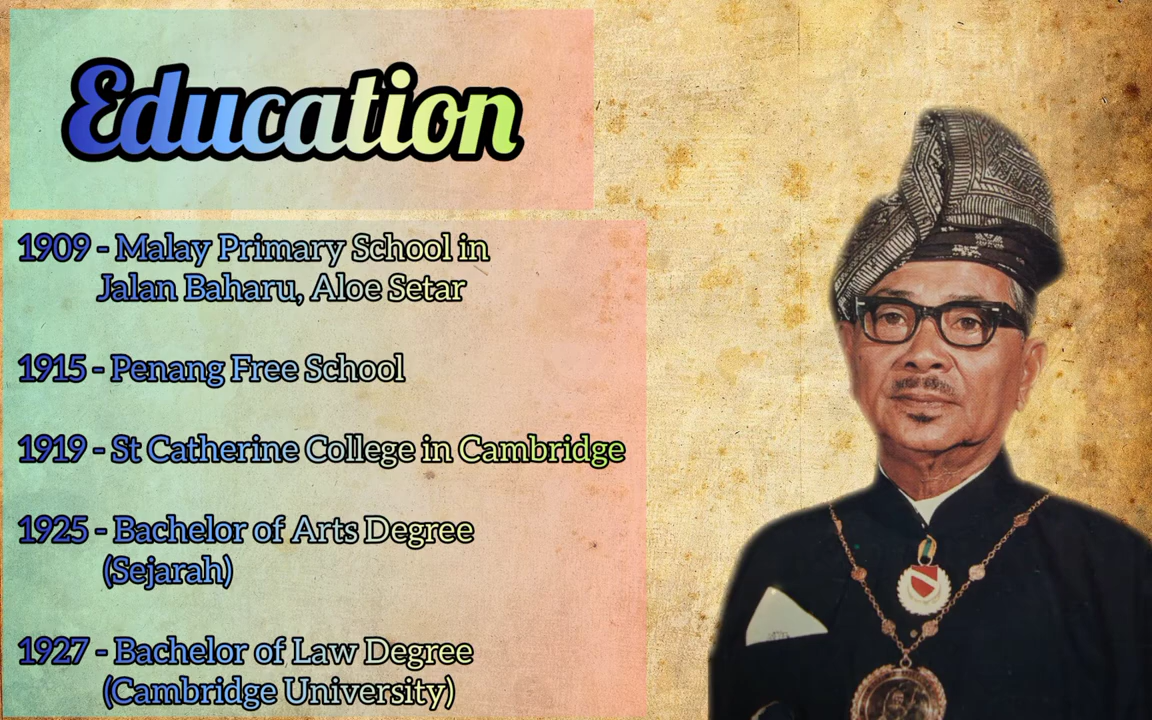 Education
1909 - Malay Primary School in
Jalan Baharu, Aloe Setar
1915 - Penang Free School
1919 - St Catherine College in Cambridge
1925 - Bachelor of Arts Degree
(Sejarah)
1927 - Bachelor of Law Degree
(Cambridge University)